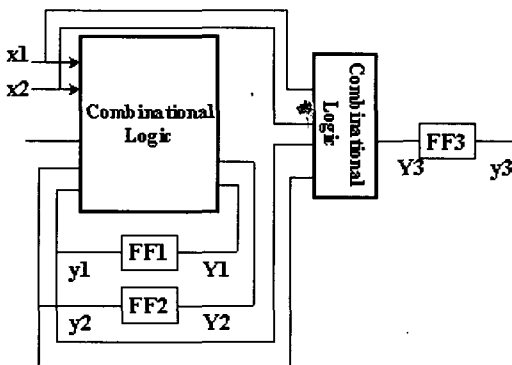 x1
x2
Combinational
Logic
Combinational
Logic
FF3
Y3
y3
FF1
y1
Y1
FF2
y2
Y2